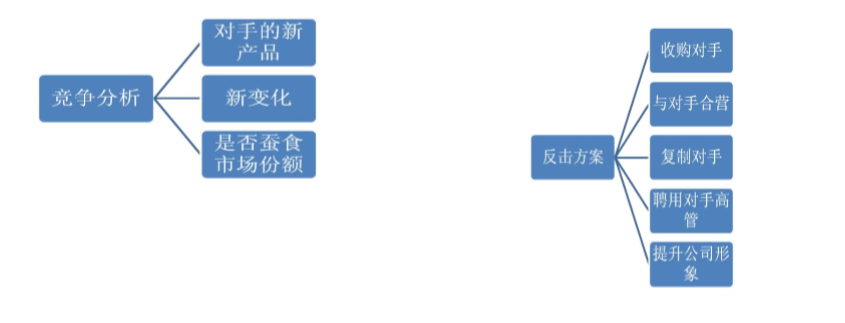 竞争分析
对手的新
产品
新变化
是否蚕食
市场份额
反击方案
收购对手
与对手合营
复制对手
聘用对手高
管
提升公司形
象